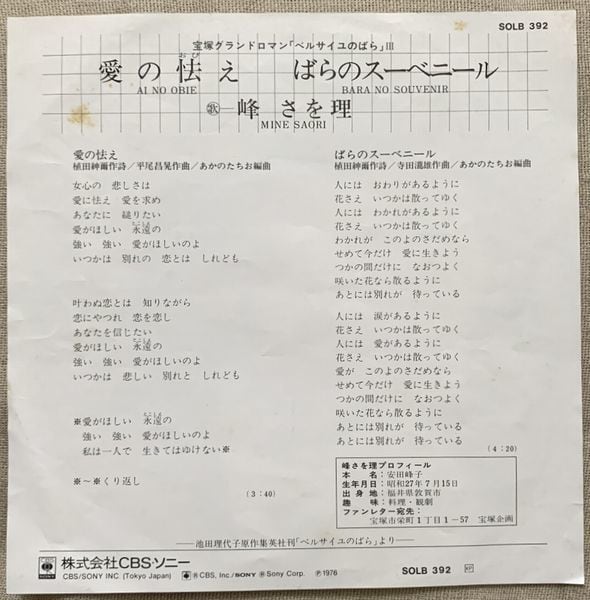 SOLB 392
宝塚グランドロマン「ベルサイユのばら」III
愛の怯え ばらのスーベニール
おび
AI NO OBIE BARA NO SOUVENIR
歌—峰 さを理
MINE SAORI
愛の怯え
植田紳爾作詩／平尾昌晃作曲／あかのたちお編曲
女心の 悲しさは
愛に怯え 愛を求め
あなたに 縋りたい
愛がほしい 永遠の
強い 強い 愛がほしいのよ
いつかは 別れの 恋とは しれども
叶わぬ恋とは 知りながら
恋にやつれ 恋を恋し
あなたを信じたい
愛がほしい 永遠の
強い 強い 愛がほしいのよ
いつかは 悲しい 別れと しれども
※愛がほしい 永遠の
強い 強い 愛がほしいのよ
私は一人で 生きてはゆけない※
※〜※くり返し
(3:40)
ばらのスーベニール
植田紳爾作詩／寺田瀧雄作曲／あかのたちお編曲
人には おわりがあるように
花さえ いつかは散ってゆく
人には わかれがあるように
花さえ いつかは散ってゆく
わかれが このよのさだめなら
せめて今だけ 愛に生きよう
つかの間だけに なおつよく
咲いた花なら散るように
あとには別れが 待っている
人には 涙があるように
花さえ いつかは散ってゆく
人には 愛があるように
花さえ いつかは散ってゆく
愛が このよのさだめなら
せめて今だけ 愛に生きよう
つかの間だけに なおつよく
咲いた花なら散るように
あとには別れが 待っている
あとには別れが 待っている
(4:20)
峰さを理プロフィール
本名：安田峰子
生年月日：昭和27年7月15日
出身地：福井県敦賀市
趣味：料理・観劇
ファンレター宛先：
宝塚市栄町1丁目1−57 宝塚企画
——池田理代子原作集英社刊「ベルサイユのばら」より——
株式会社CBS・ソニー
CBS/SONY INC. (Tokyo Japan)
Ⓡ CBS, Inc./SONY Ⓡ Sony Corp. Ⓟ1976
SOLB 392